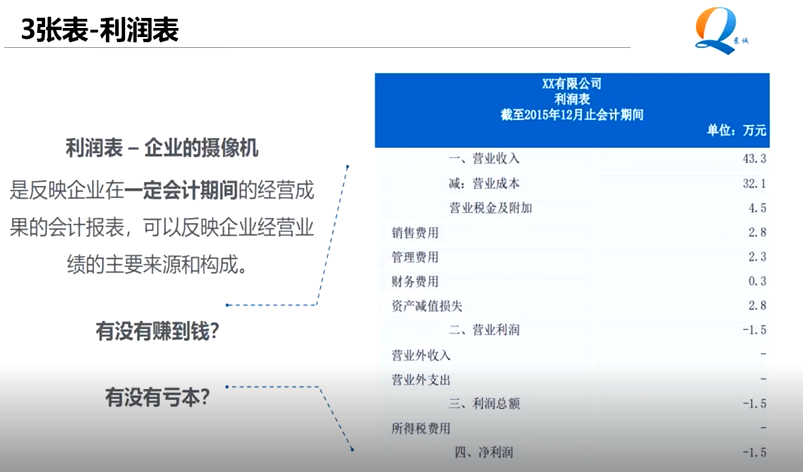 3张表-利润表
聚诚
利润表 – 企业的摄像机
是反映企业在一定会计期间的经营成
果的会计报表，可以反映企业经营业
绩的主要来源和构成。
有没有赚到钱？
有没有亏本？
XX有限公司
利润表
截至2015年12月止会计期间
单位：万元
一、营业收入 43.3
减：营业成本 32.1
营业税金及附加 4.5
销售费用 2.8
管理费用 2.3
财务费用 0.3
资产减值损失 2.8
二、营业利润 -1.5
营业外收入 -
营业外支出 -
三、利润总额 -1.5
所得税费用 -
四、净利润 -1.5